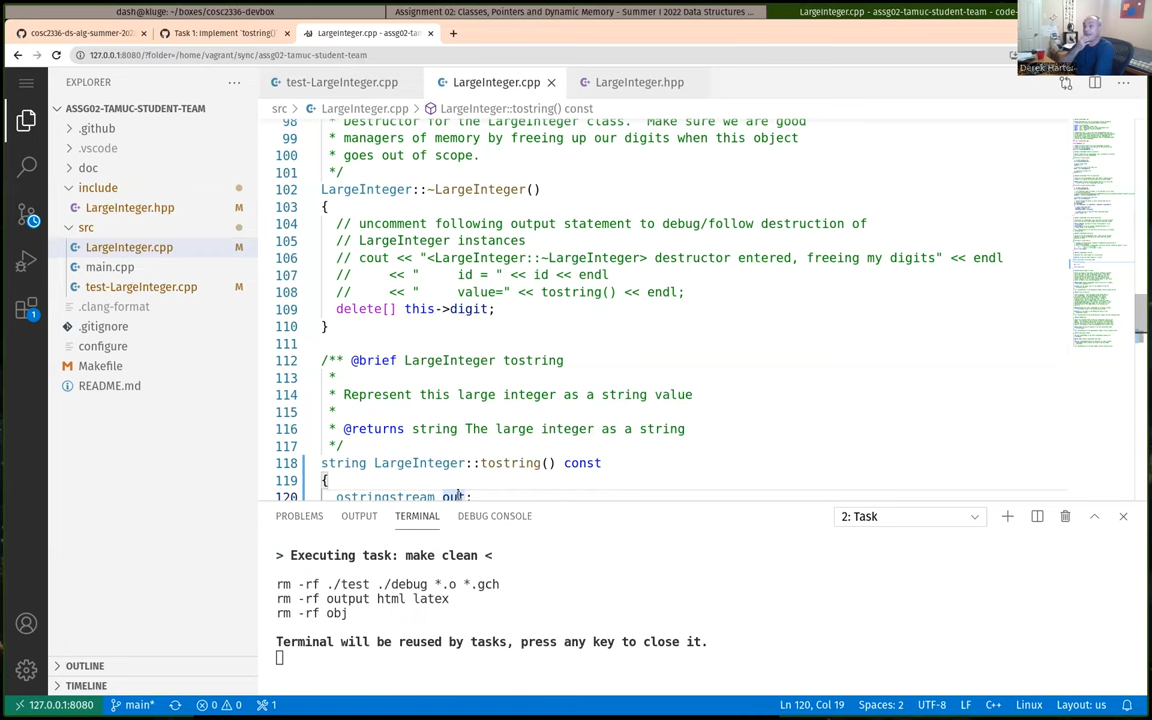 dash@kluge: ~/boxes/cosc2336-devbox
Assignment 02: Classes, Pointers and Dynamic Memory - Summer I 2022 Data Structures ...
LargeInteger.cpp - assg02-tamuc-student-team - code-
cosc2336-ds-alg-summer-202
Task 1: Implement `tostring()`
LargeInteger.cpp - assg02-ta
127.0.0.1:8080/?folder=/home/vagrant/sync/assg02-tamuc-student-team
Derek Harter
EXPLORER
test-LargeInteger.cpp
LargeInteger.cpp
LargeInteger.hpp
src > LargeInteger.cpp > LargeInteger::tostring() const
ASSG02-TAMUC-STUDENT-TEAM
.github
.vscode
doc
include
LargeInteger.hpp M
src
LargeInteger.cpp M
main.cpp
test-LargeInteger.cpp M
.clang-format
.gitignore
configure
Makefile
README.md
OUTLINE
TIMELINE
1
98 * Destructor for the LargeInteger class.  Make sure we are good
99 * managers of memory by freeing up our digits when this object
100 * goes out of scope.
101 */
102 LargeInteger::~LargeInteger()
103 {
104 // uncomment following output statement to debug/follow destruction of
105 // LargeInteger instances
106 // cout << "<LargeInteger::~LargeInteger> destructor entered, freeing my digits" << endl
107 //      << "      id = " << id << endl
108 //      << "      value=" << tostring() << endl;
109 delete[] this->digit;
110 }
111
112 /** @brief LargeInteger tostring
113 *
114 * Represent this large integer as a string value
115 *
116 * @returns string The large integer as a string
117 */
118 string LargeInteger::tostring() const
119 {
120 ostringstream out;
PROBLEMS OUTPUT TERMINAL DEBUG CONSOLE
2: Task
> Executing task: make clean <
rm -rf ./test ./debug *.o *.gch
rm -rf output html latex
rm -rf obj
Terminal will be reused by tasks, press any key to close it.
127.0.0.1:8080 main* 0 0 1 Ln 120, Col 19 Spaces: 2 UTF-8 LF C++ Linux Layout: us